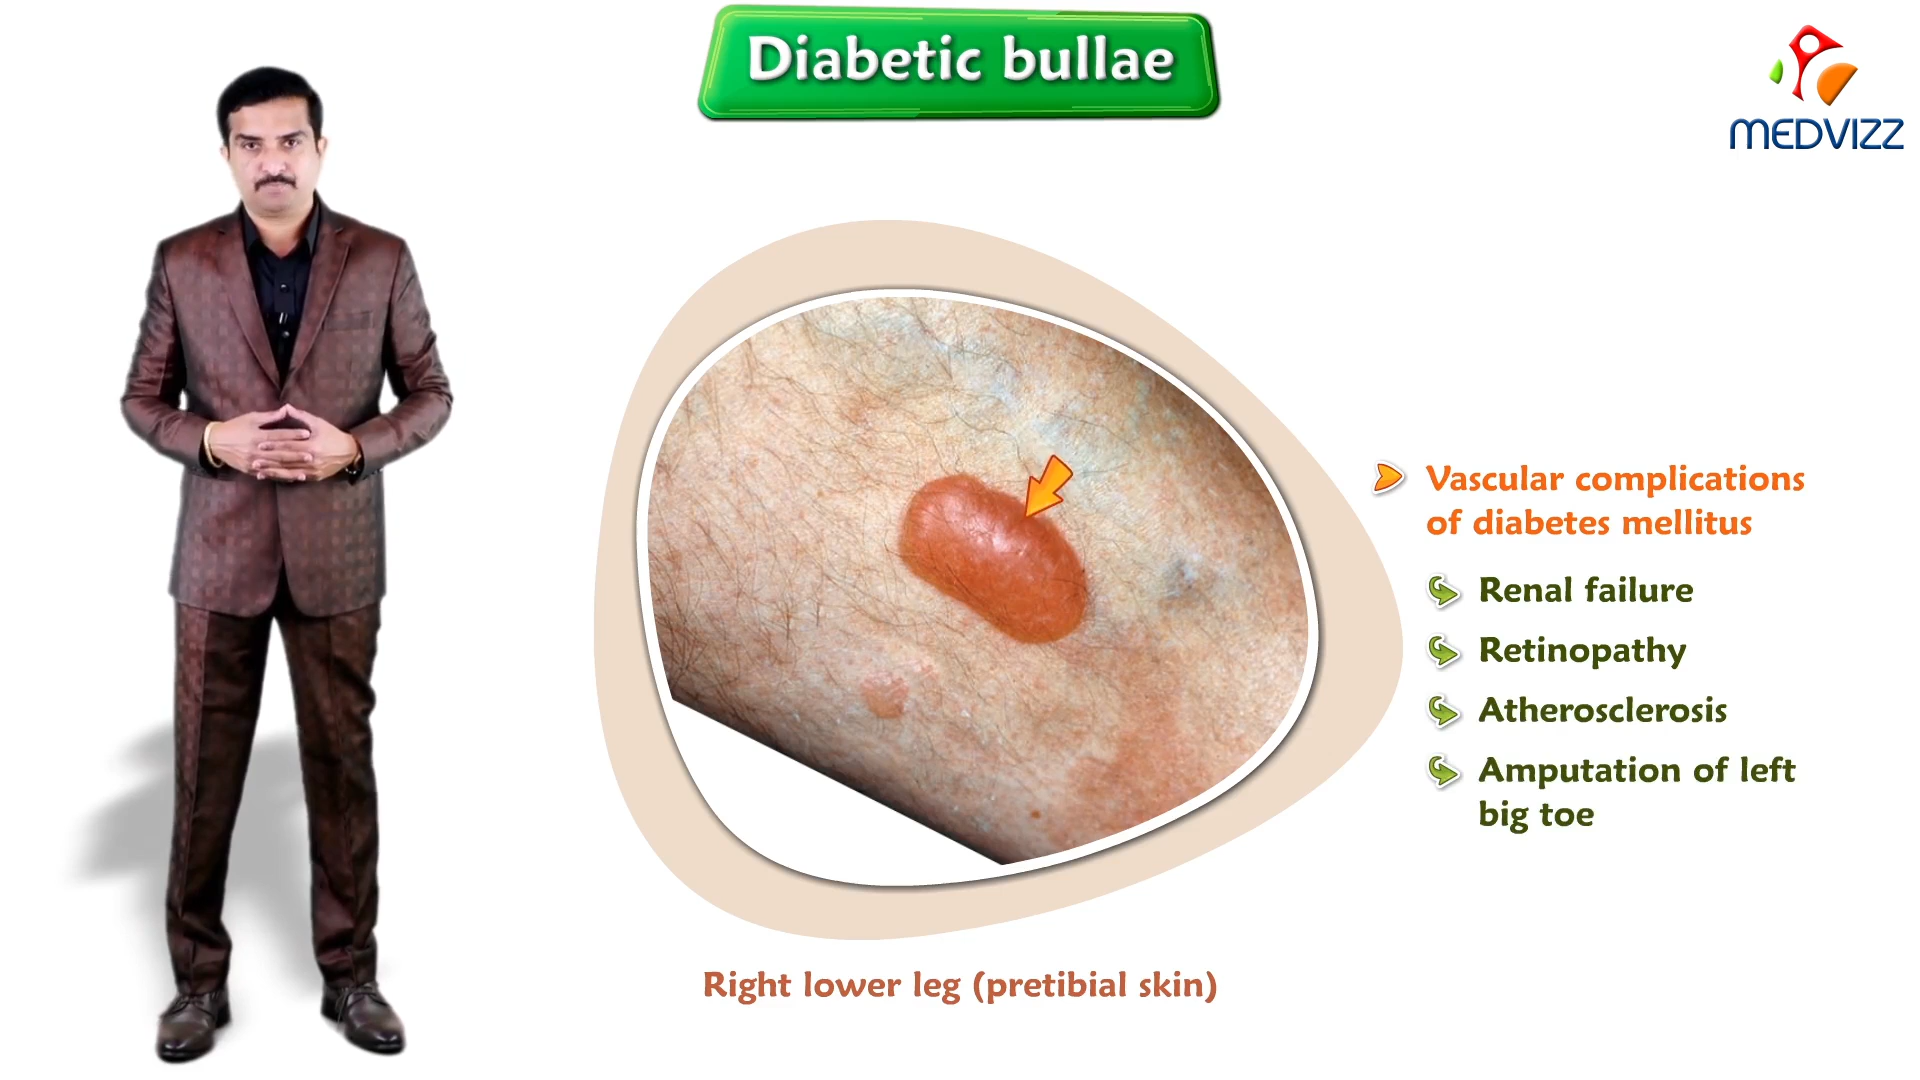 Diabetic bullae
MEDVIZZ
Vascular complications
of diabetes mellitus
Renal failure
Retinopathy
Atherosclerosis
Amputation of left
big toe
Right lower leg (pretibial skin)